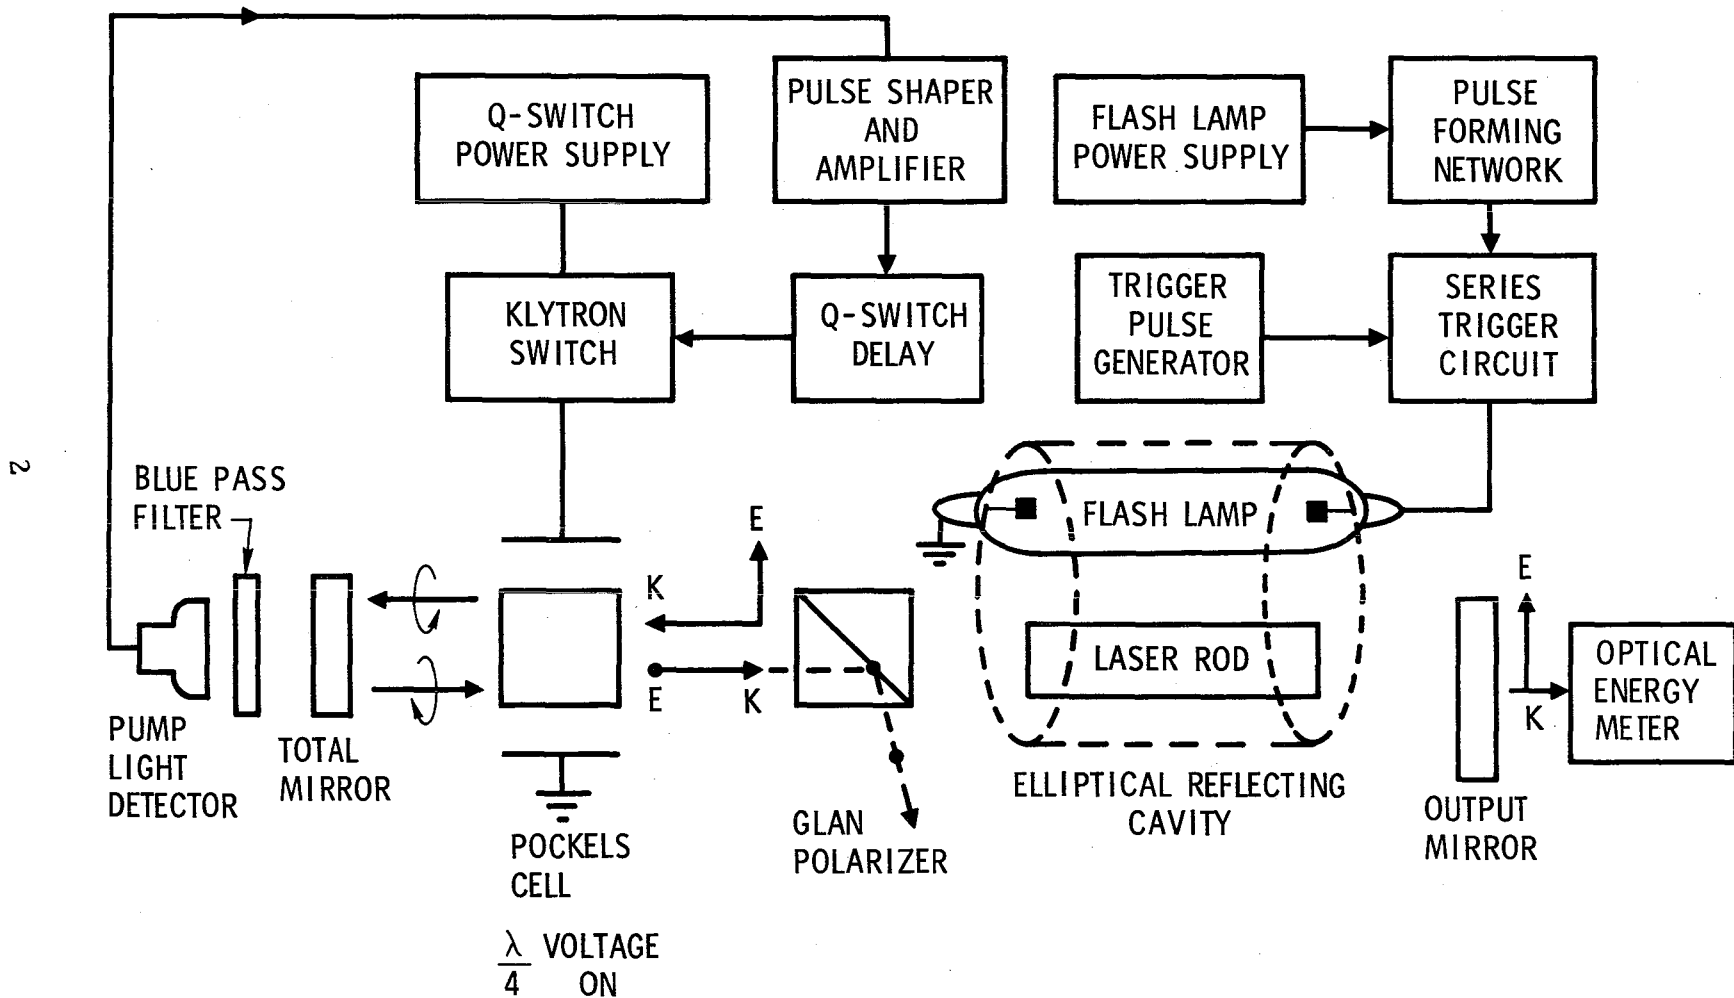 Q-SWITCH
POWER SUPPLY
PULSE SHAPER
AND
AMPLIFIER
FLASH LAMP
POWER SUPPLY
PULSE
FORMING
NETWORK
KLYTRON
SWITCH
Q-SWITCH
DELAY
TRIGGER
PULSE
GENERATOR
SERIES
TRIGGER
CIRCUIT
2
BLUE PASS
FILTER
E
K
E
K
FLASH LAMP
LASER ROD
E
K
OPTICAL
ENERGY
METER
PUMP
LIGHT
DETECTOR
TOTAL
MIRROR
POCKELS
CELL
GLAN
POLARIZER
ELLIPTICAL REFLECTING
CAVITY
OUTPUT
MIRROR
λ/4 VOLTAGE
ON